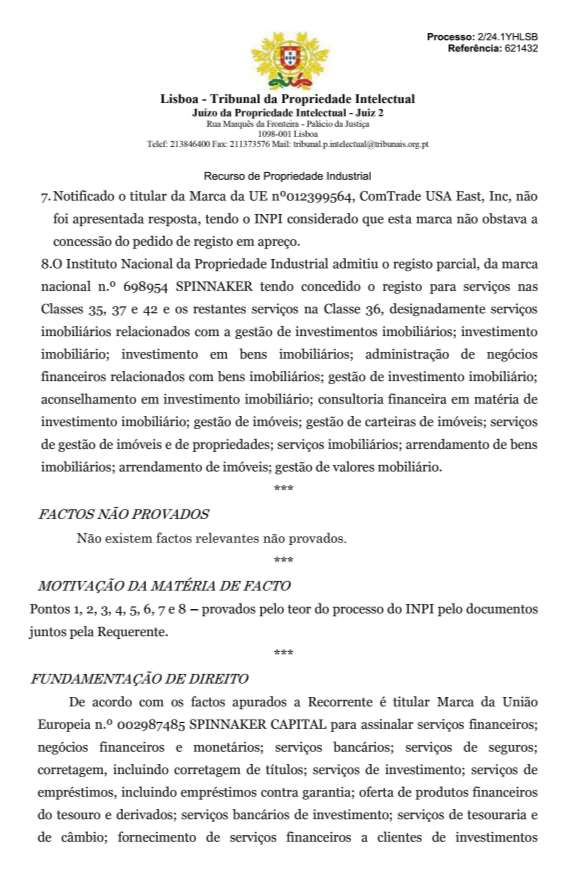 Processo: 2/24.1YHLSB
Referência: 621432
Lisboa - Tribunal da Propriedade Intelectual
Juízo da Propriedade Intelectual - Juiz 2
Rua Marquês da Fronteira - Palácio da Justiça
1098-001 Lisboa
Telef: 213846400 Fax: 211373576 Mail: tribunal.p.intelectual@tribunais.org.pt
Recurso de Propriedade Industrial
7. Notificado o titular da Marca da UE nº012399564, ComTrade USA East, Inc, não
foi apresentada resposta, tendo o INPI considerado que esta marca não obstava a
concessão do pedido de registo em apreço.
8.O Instituto Nacional da Propriedade Industrial admitiu o registo parcial, da marca
nacional n.º 698954 SPINNAKER tendo concedido o registo para serviços nas
Classes 35, 37 e 42 e os restantes serviços na Classe 36, designadamente serviços
imobiliários relacionados com a gestão de investimentos imobiliários; investimento
imobiliário; investimento em bens imobiliários; administração de negócios
financeiros relacionados com bens imobiliários; gestão de investimento imobiliário;
aconselhamento em investimento imobiliário; consultoria financeira em matéria de
investimento imobiliário; gestão de imóveis; gestão de carteiras de imóveis; serviços
de gestão de imóveis e de propriedades; serviços imobiliários; arrendamento de bens
imobiliários; arrendamento de imóveis; gestão de valores mobiliário.
***
FACTOS NÃO PROVADOS
Não existem factos relevantes não provados.
***
MOTIVAÇÃO DA MATÉRIA DE FACTO
Pontos 1, 2, 3, 4, 5, 6, 7 e 8 – provados pelo teor do processo do INPI pelo documentos
juntos pela Requerente.
***
FUNDAMENTAÇÃO DE DIREITO
De acordo com os factos apurados a Recorrente é titular Marca da União
Europeia n.º 002987485 SPINNAKER CAPITAL para assinalar serviços financeiros;
negócios financeiros e monetários; serviços bancários; serviços de seguros;
corretagem, incluindo corretagem de títulos; serviços de investimento; serviços de
empréstimos, incluindo empréstimos contra garantia; oferta de produtos financeiros
do tesouro e derivados; serviços bancários de investimento; serviços de tesouraria e
de câmbio; fornecimento de serviços financeiros a clientes de investimentos